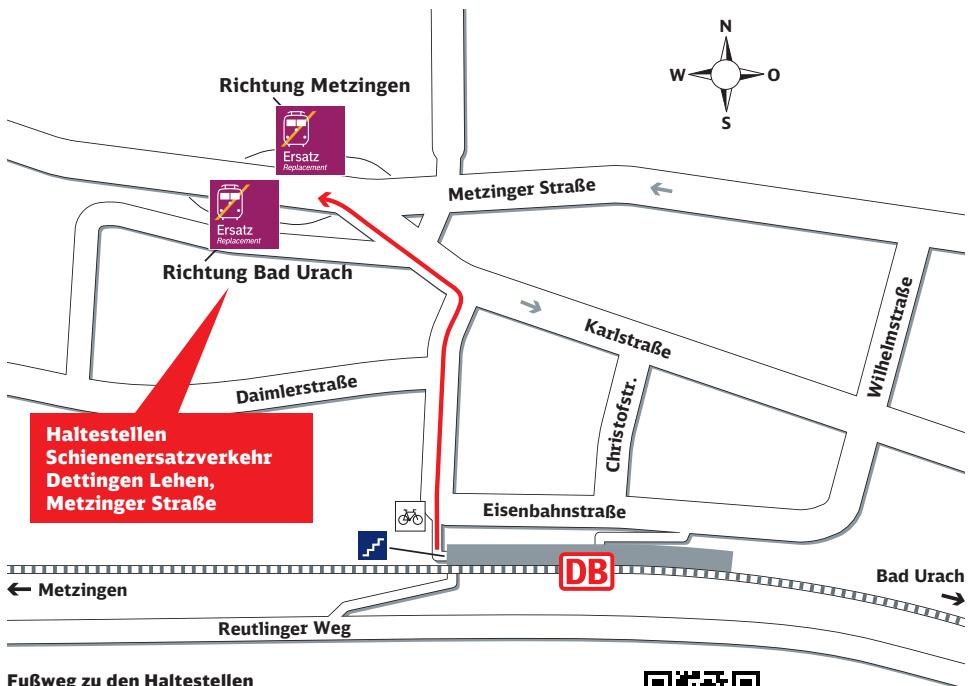 N
W
O
S
Richtung Metzingen
Ersatz
Replacement
Metzinger Straße
Ersatz
Replacement
Richtung Bad Urach
Karlstraße
Wilhelmstraße
Daimlerstraße
Christofstr.
Haltestellen
Schienenersatzverkehr
Dettingen Lehen,
Metzinger Straße
Eisenbahnstraße
DB
Metzingen
Bad Urach
Reutlinger Weg
Fußweg zu den Haltestellen